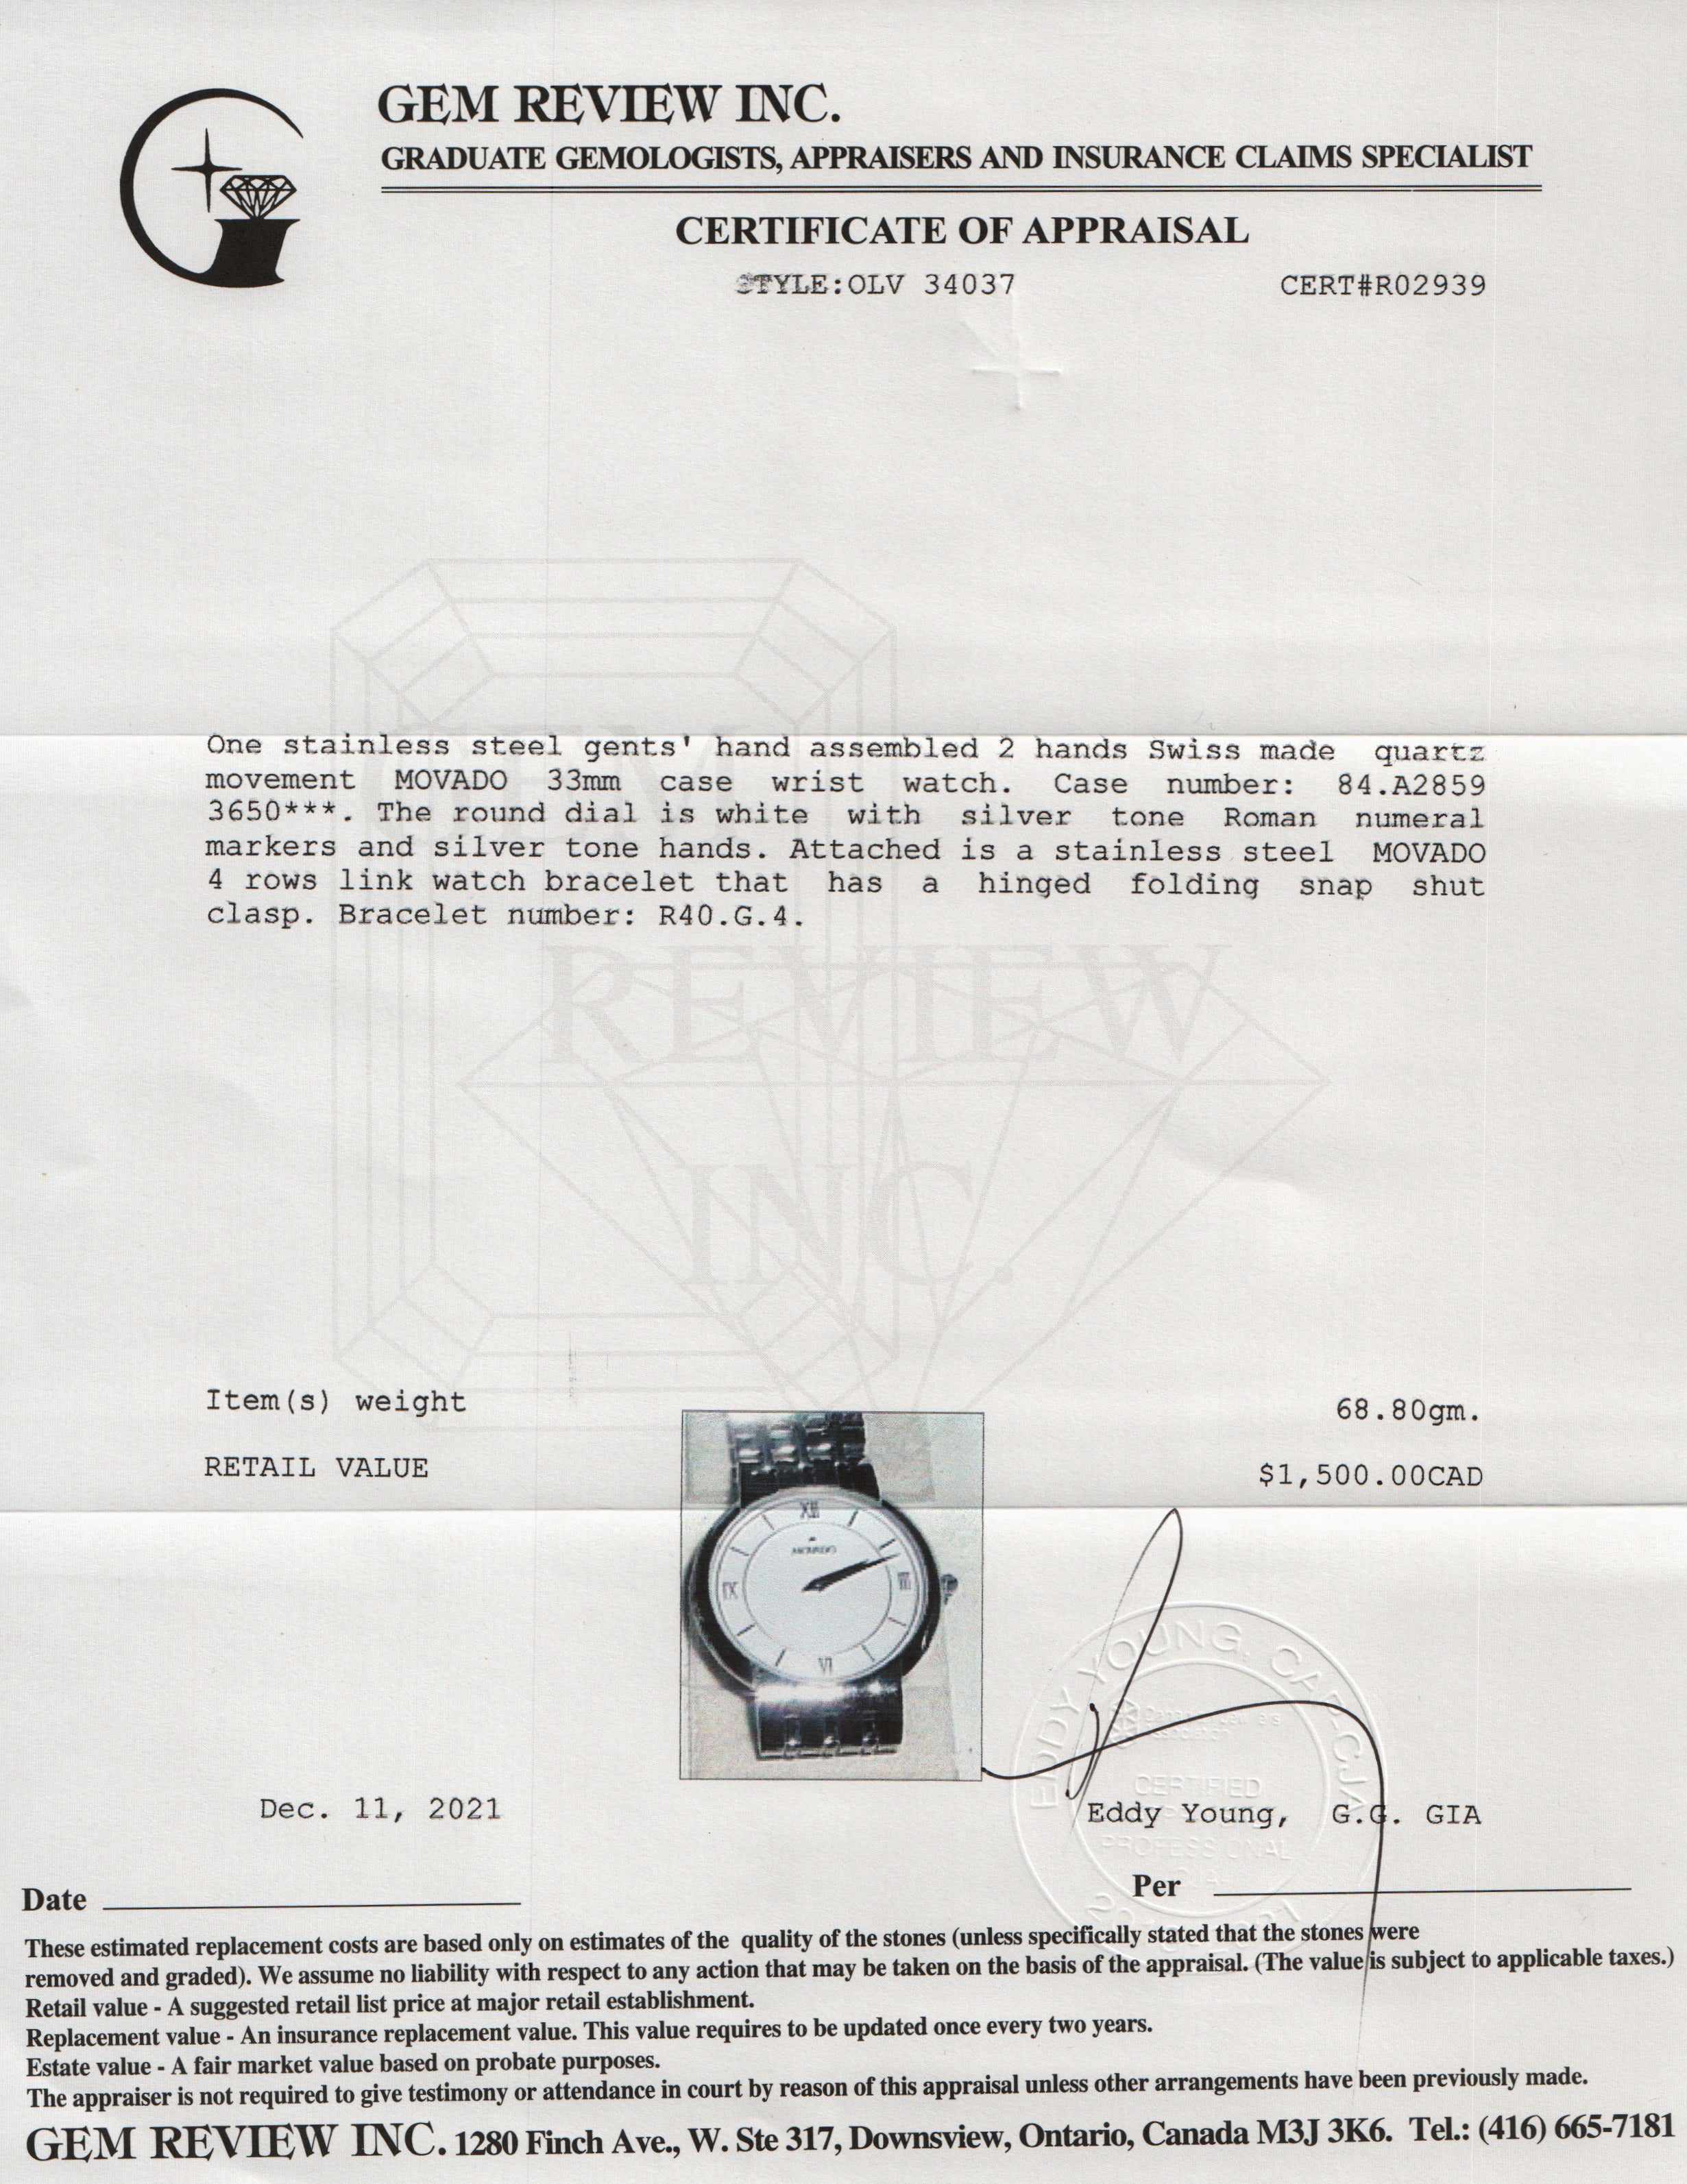 GEM REVIEW INC.
GRADUATE GEMOLOGISTS, APPRAISERS AND INSURANCE CLAIMS SPECIALIST
CERTIFICATE OF APPRAISAL
STYLE:OLV 34037 CERT#R02939
One stainless steel gents' hand assembled 2 hands Swiss made quartz
movement MOVADO 33mm case wrist watch. Case number: 84.A2859
3650***. The round dial is white with silver tone Roman numeral
markers and silver tone hands. Attached is a stainless steel MOVADO
4 rows link watch bracelet that has a hinged folding snap shut
clasp. Bracelet number: R40.G.4.
REVIEW
INC.
Item(s) weight 68.80gm.
RETAIL VALUE $1,500.00CAD
XII
MOVADO
IX III
VI
EDDY YOUNG,
CERTIFIED
PROFESSIONAL
Dec. 11, 2021 Eddy Young, G.G. GIA
Date Per
These estimated replacement costs are based only on estimates of the quality of the stones (unless specifically stated that the stones were
removed and graded). We assume no liability with respect to any action that may be taken on the basis of the appraisal. (The value is subject to applicable taxes.)
Retail value - A suggested retail list price at major retail establishment.
Replacement value - An insurance replacement value. This value requires to be updated once every two years.
Estate value - A fair market value based on probate purposes.
The appraiser is not required to give testimony or attendance in court by reason of this appraisal unless other arrangements have been previously made.
GEM REVIEW INC. 1280 Finch Ave., W. Ste 317, Downsview, Ontario, Canada M3J 3K6. Tel.: (416) 665-7181